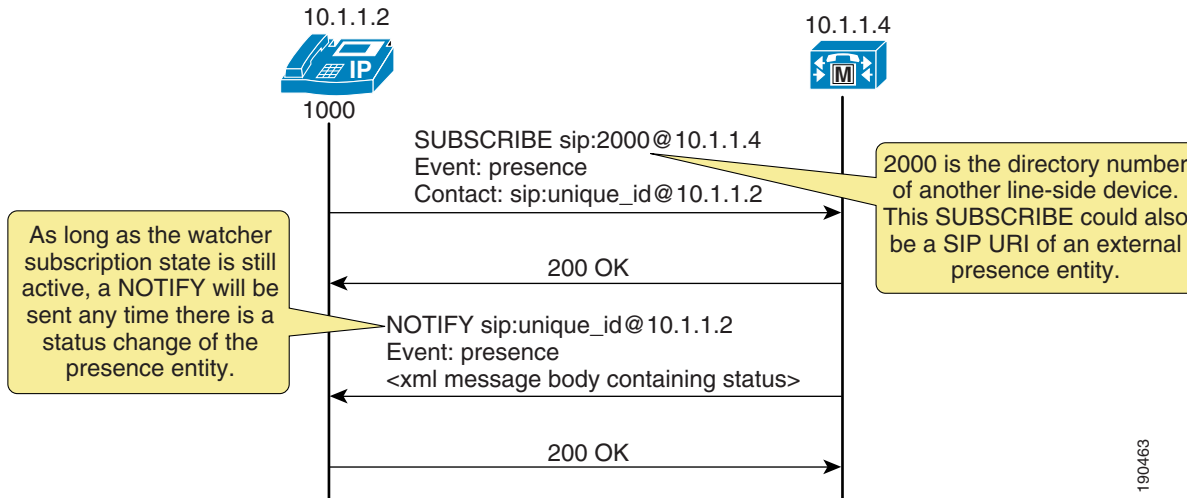 10.1.1.2
10.1.1.4
IP
M
1000
SUBSCRIBE sip:2000@10.1.1.4
Event: presence
Contact: sip:unique_id@10.1.1.2
2000 is the directory number
of another line-side device.
This SUBSCRIBE could also
be a SIP URI of an external
presence entity.
As long as the watcher
subscription state is still
active, a NOTIFY will be
sent any time there is a
status change of the
presence entity.
200 OK
NOTIFY sip:unique_id@10.1.1.2
Event: presence
<xml message body containing status>
200 OK
190463